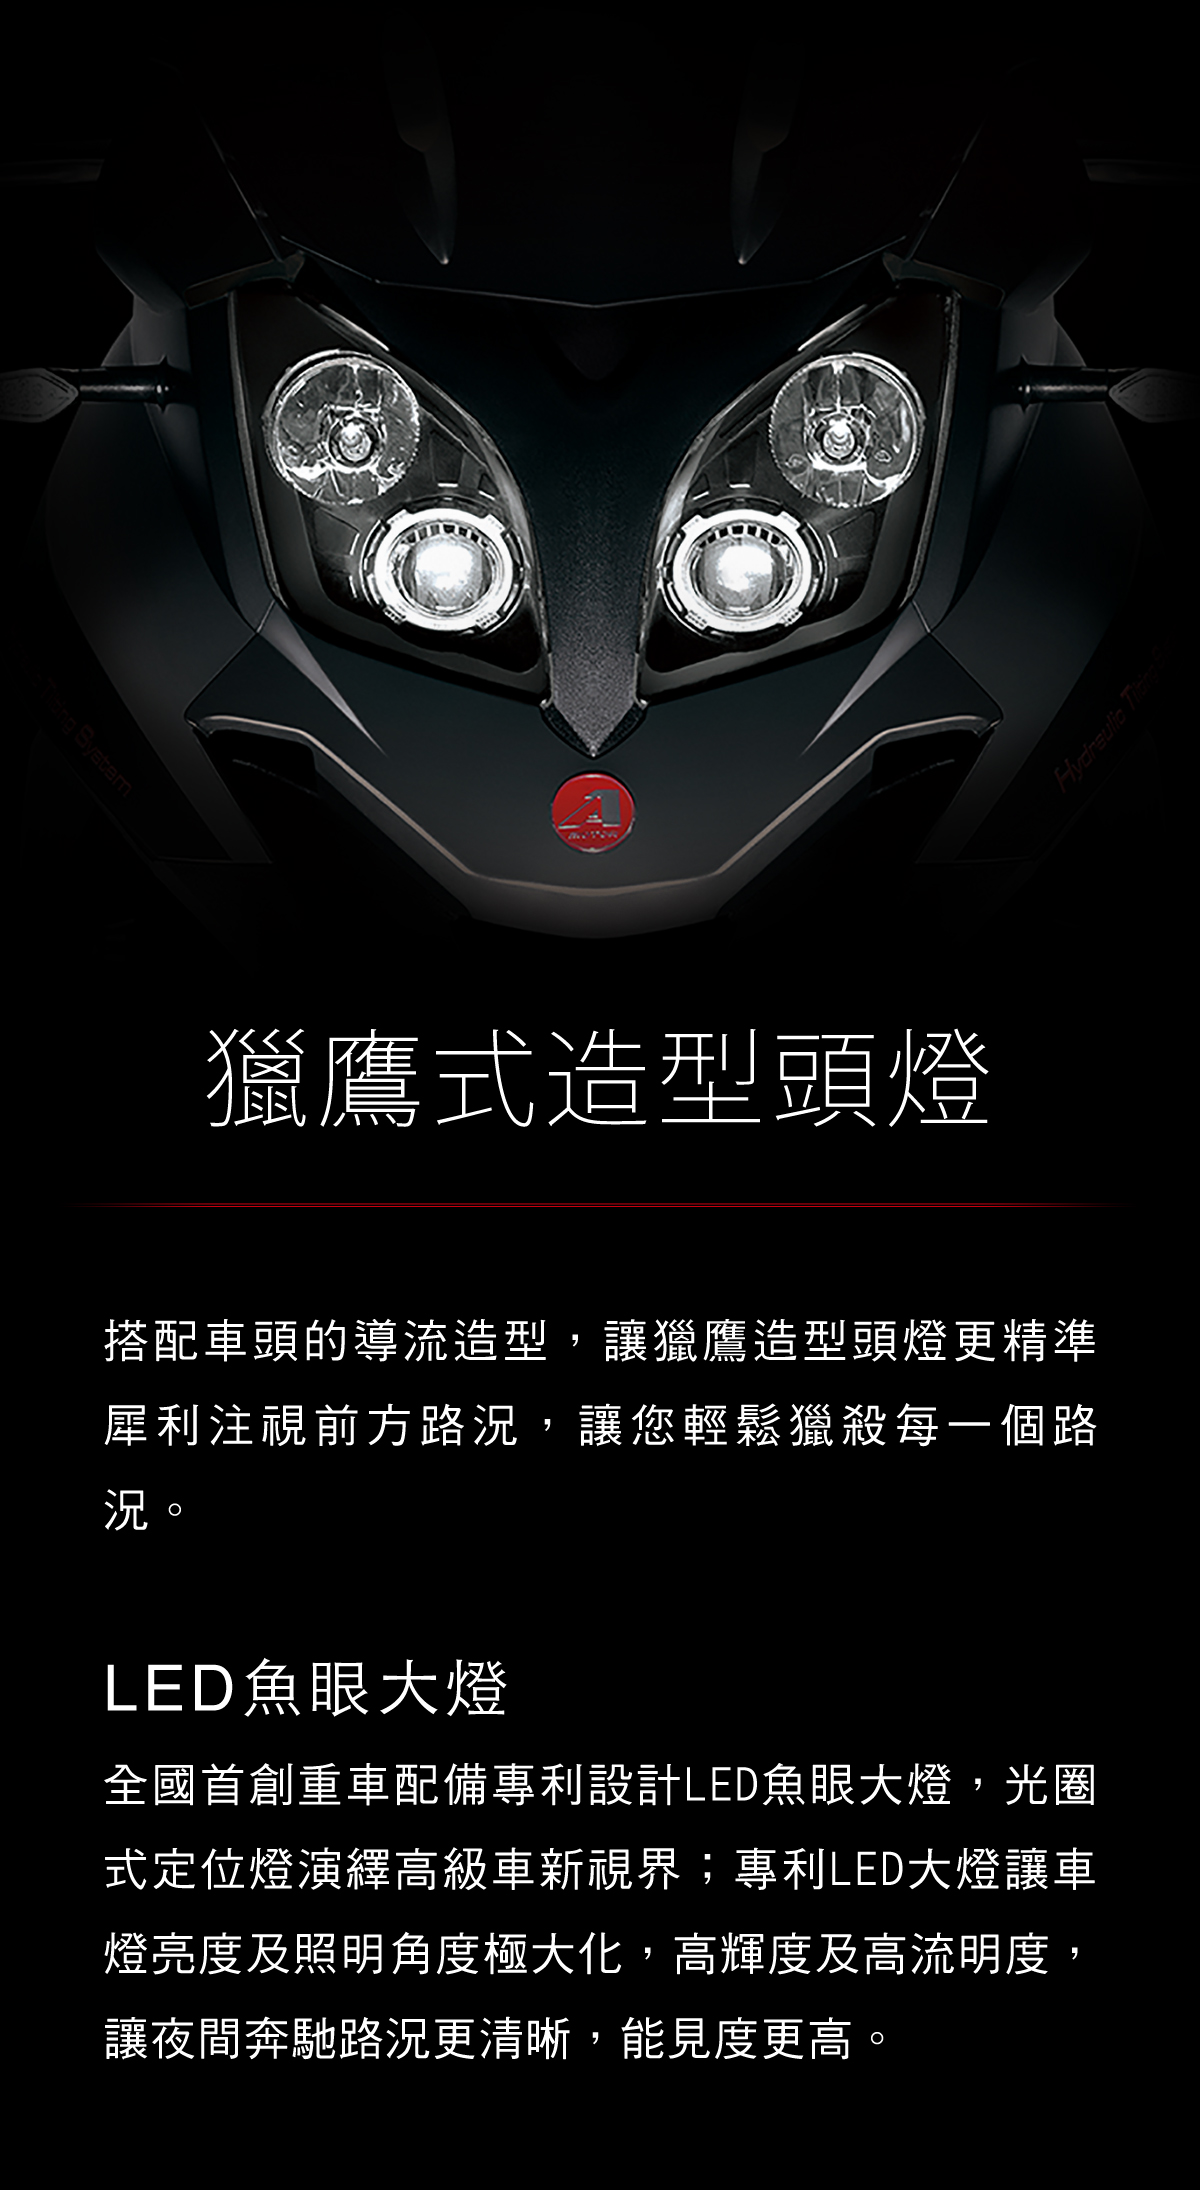 g System
Hydraulic T
獵鷹式造型頭燈
搭配車頭的導流造型，讓獵鷹造型頭燈更精準
犀利注視前方路況，讓您輕鬆獵殺每一個路
況。
LED魚眼大燈
全國首創重車配備專利設計LED魚眼大燈，光圈
式定位燈演繹高級車新視界；專利LED大燈讓車
燈亮度及照明角度極大化，高輝度及高流明度，
讓夜間奔馳路況更清晰，能見度更高。